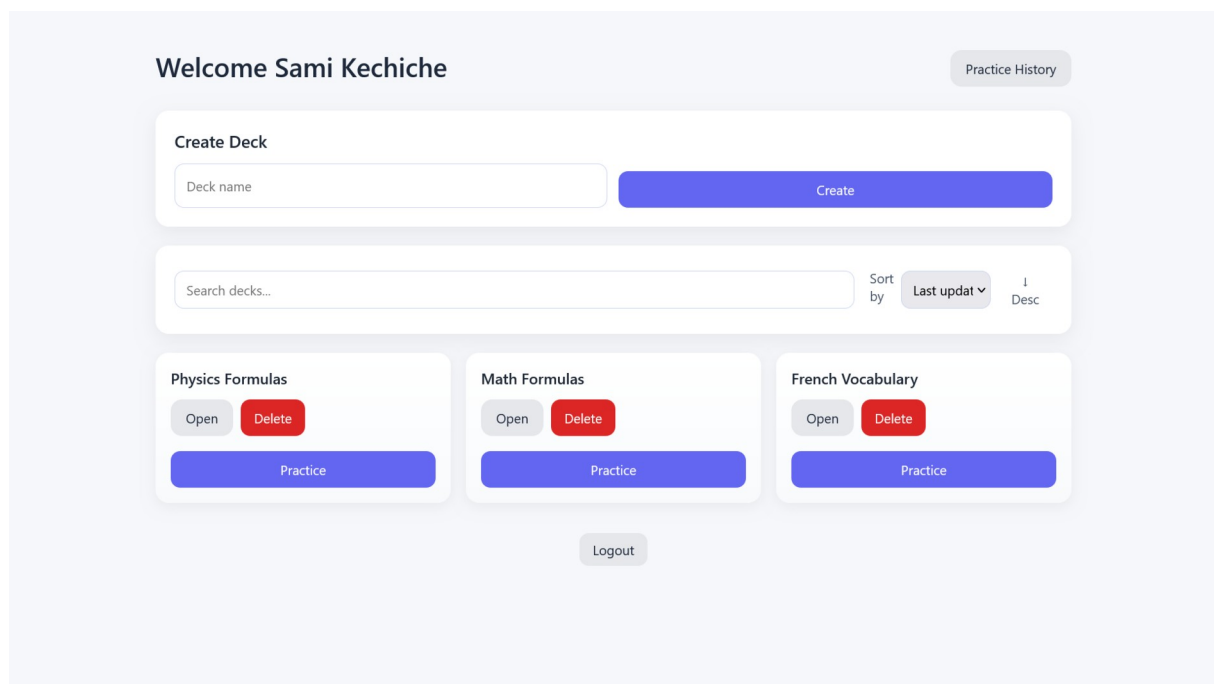 Welcome Sami Kechiche
Practice History
Create Deck
Deck name
Create
Search decks...
Sort by
Last updat
↓ Desc
Physics Formulas
Open
Delete
Practice
Math Formulas
Open
Delete
Practice
French Vocabulary
Open
Delete
Practice
Logout